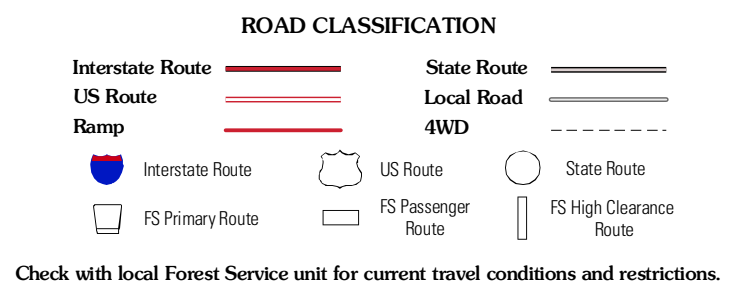 ROAD CLASSIFICATION
Interstate Route
State Route
US Route
Local Road
Ramp
4WD
Interstate Route
US Route
State Route
FS Primary Route
FS Passenger
Route
FS High Clearance
Route
Check with local Forest Service unit for current travel conditions and restrictions.